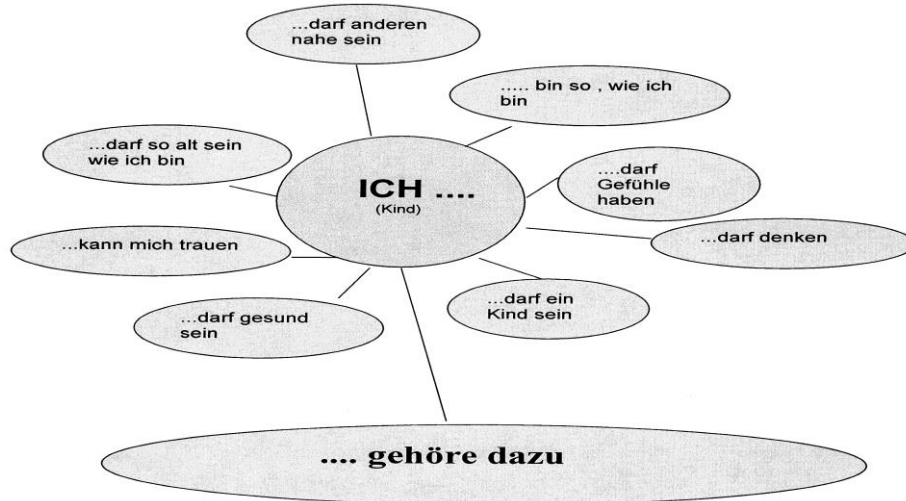 ...darf anderen
nahe sein
..... bin so , wie ich
bin
...darf so alt sein
wie ich bin
ICH ....
(Kind)
....darf
Gefühle
haben
...kann mich trauen
...darf denken
...darf ein
Kind sein
...darf gesund
sein
.... gehöre dazu